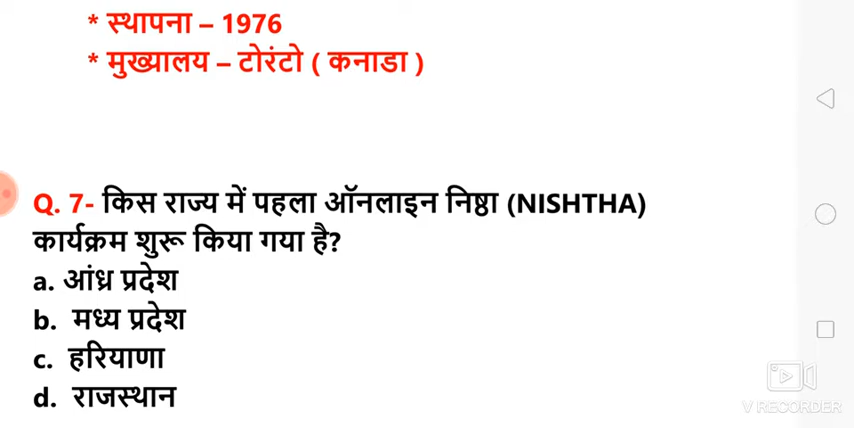 * स्थापना – 1976
* मुख्यालय – टोरंटो ( कनाडा )
Q. 7- किस राज्य में पहला ऑनलाइन निष्ठा (NISHTHA)
कार्यक्रम शुरू किया गया है?
a. आंध्र प्रदेश
b. मध्य प्रदेश
c. हरियाणा
d. राजस्थान
V RECORDER